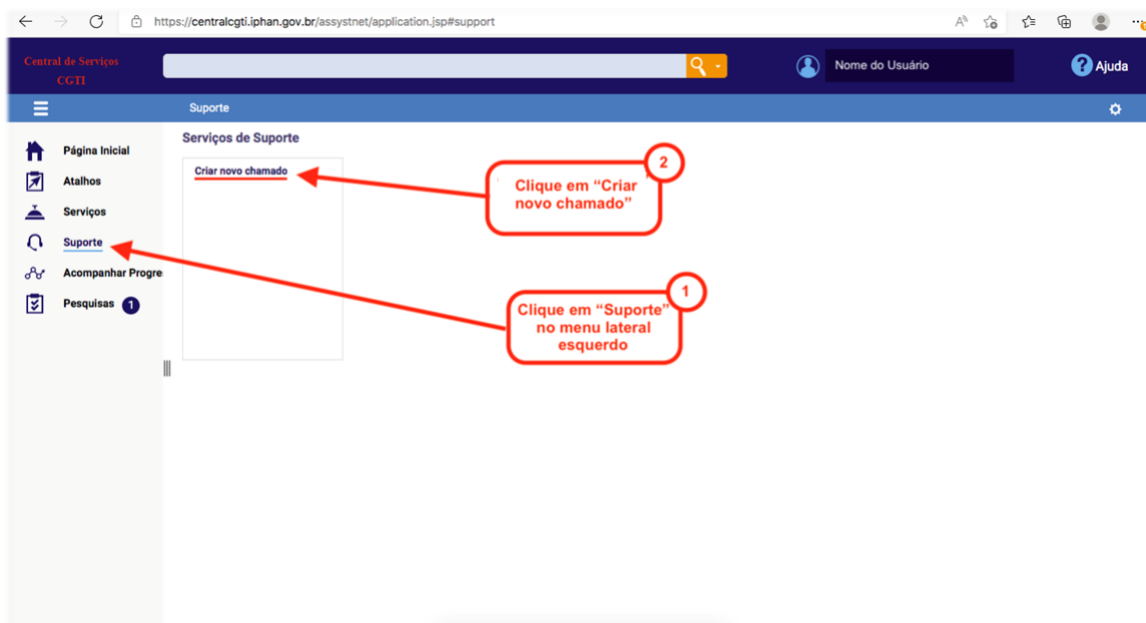 https://centralcgti.iphan.gov.br/assystnet/application.jsp#support
Central de Serviços
CGTI
Nome do Usuário
? Ajuda
Suporte
Serviços de Suporte
Página Inicial
Criar novo chamado
2
Clique em “Criar
novo chamado”
Atalhos
Serviços
Suporte
Acompanhar Progre
Pesquisas 1
1
Clique em “Suporte”
no menu lateral
esquerdo